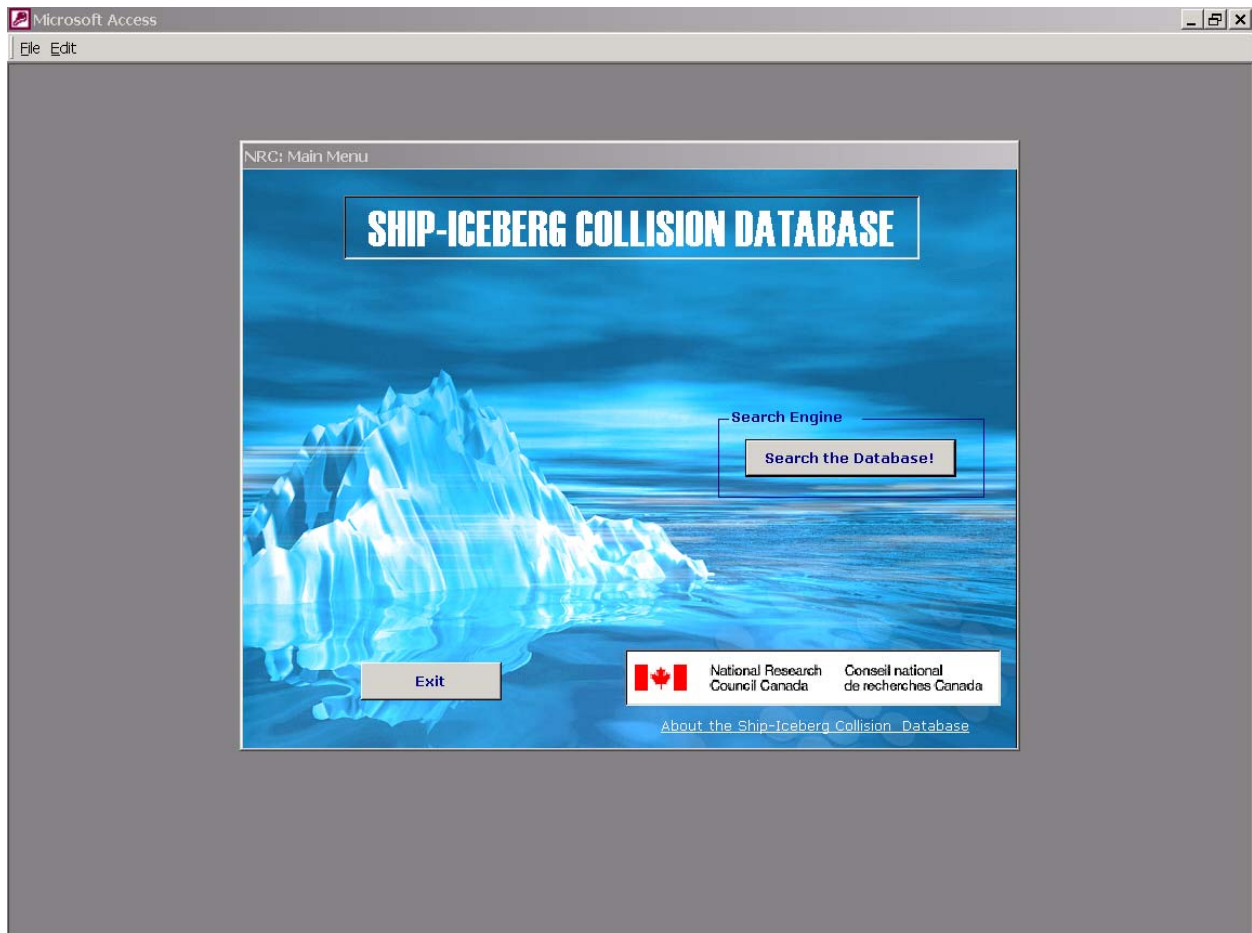 Microsoft Access
File Edit
NRC: Main Menu
SHIP-ICEBERG COLLISION DATABASE
Search Engine
Search the Database!
Exit
National Research Conseil national
Council Canada de recherches Canada
About the Ship-Iceberg Collision Database